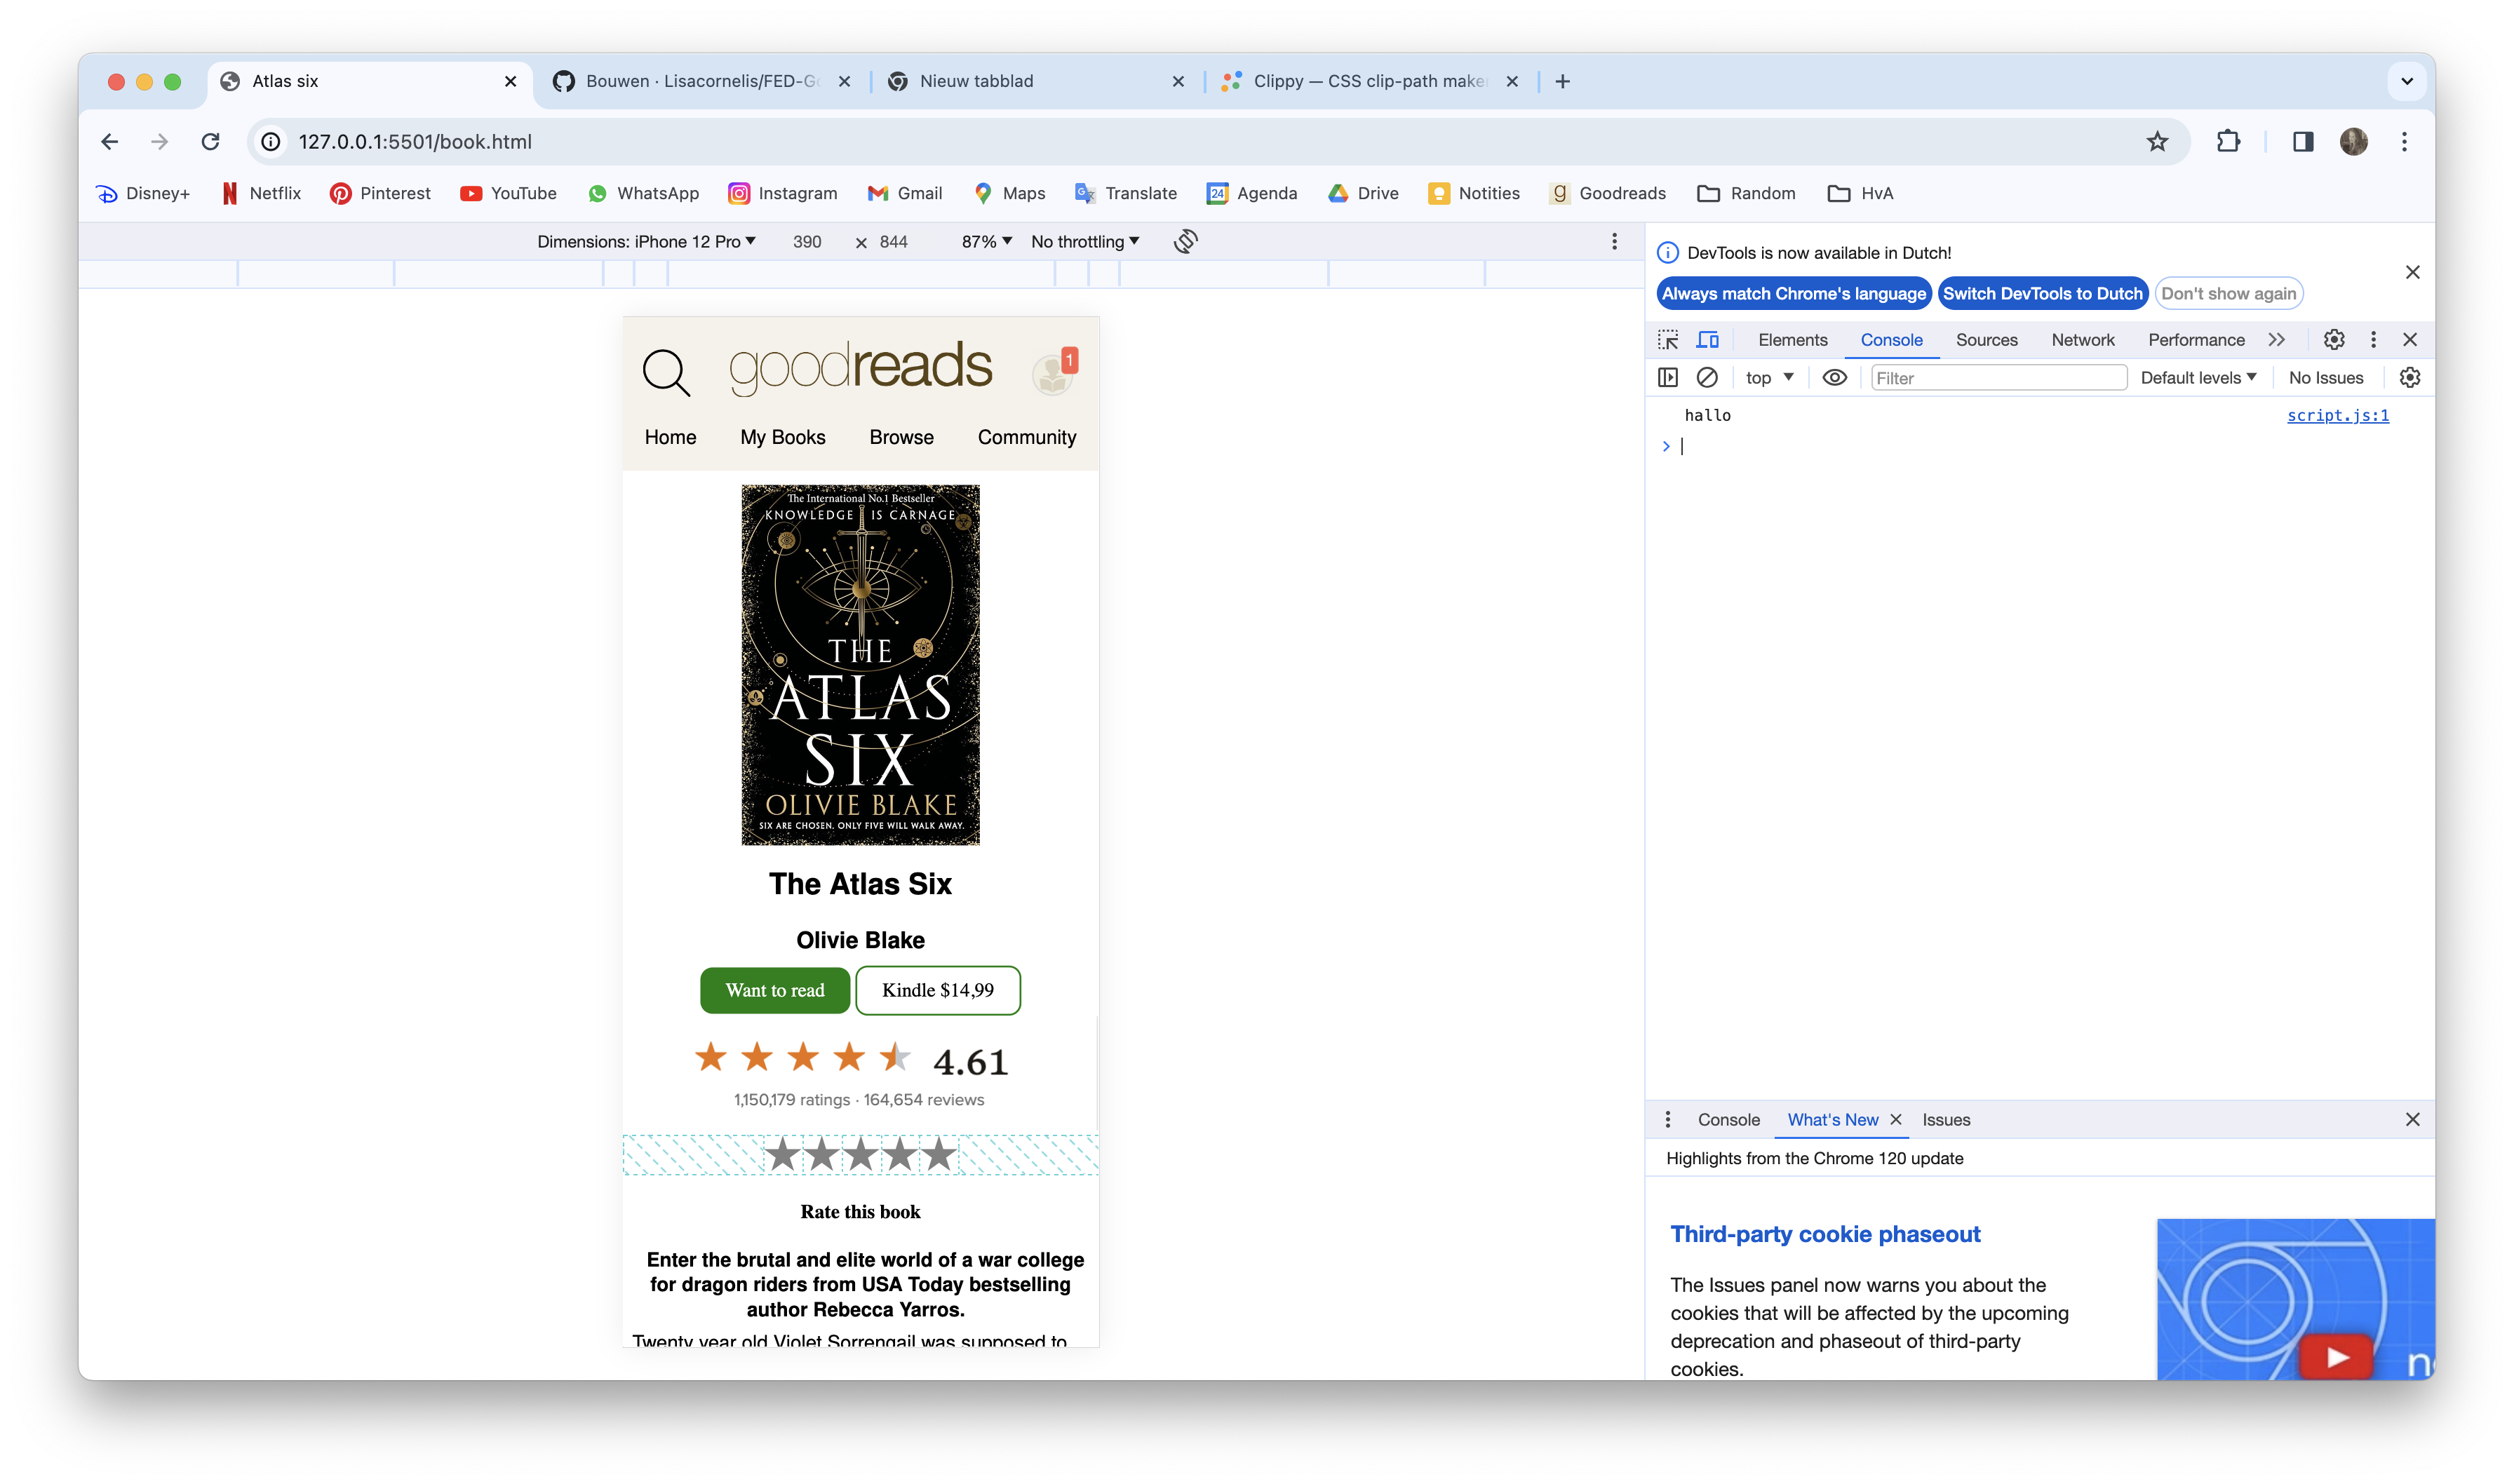 Atlas six
Bouwen · Lisacornelis/FED-Go
Nieuw tabblad
Clippy — CSS clip-path make
127.0.0.1:5501/book.html
Disney+ Netflix Pinterest YouTube WhatsApp Instagram Gmail Maps Translate 24 Agenda Drive Notities g Goodreads Random HvA
Dimensions: iPhone 12 Pro 390 × 844 87% No throttling
goodreads 1
Home My Books Browse Community
The International No.1 Bestseller
KNOWLEDGE IS CARNAGE
THE
ATLAS
SIX
OLIVIE BLAKE
SIX ARE CHOSEN. ONLY FIVE WILL WALK AWAY.
The Atlas Six
Olivie Blake
Want to read Kindle $14,99
4.61
1,150,179 ratings · 164,654 reviews
Rate this book
Enter the brutal and elite world of a war college
for dragon riders from USA Today bestselling
author Rebecca Yarros.
Twenty year old Violet Sorrengail was supposed to
DevTools is now available in Dutch!
Always match Chrome's language Switch DevTools to Dutch Don't show again
Elements Console Sources Network Performance
top Filter Default levels No Issues
hallo script.js:1
Console What's New Issues
Highlights from the Chrome 120 update
Third-party cookie phaseout
The Issues panel now warns you about the
cookies that will be affected by the upcoming
deprecation and phaseout of third-party
cookies.